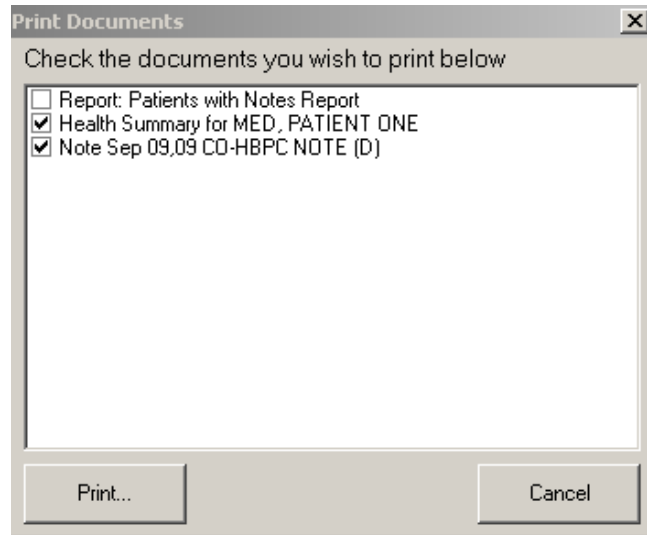 Print Documents
Check the documents you wish to print below
Report: Patients with Notes Report
Health Summary for MED, PATIENT ONE
Note Sep 09,09 CO-HBPC NOTE (D)
Print...
Cancel